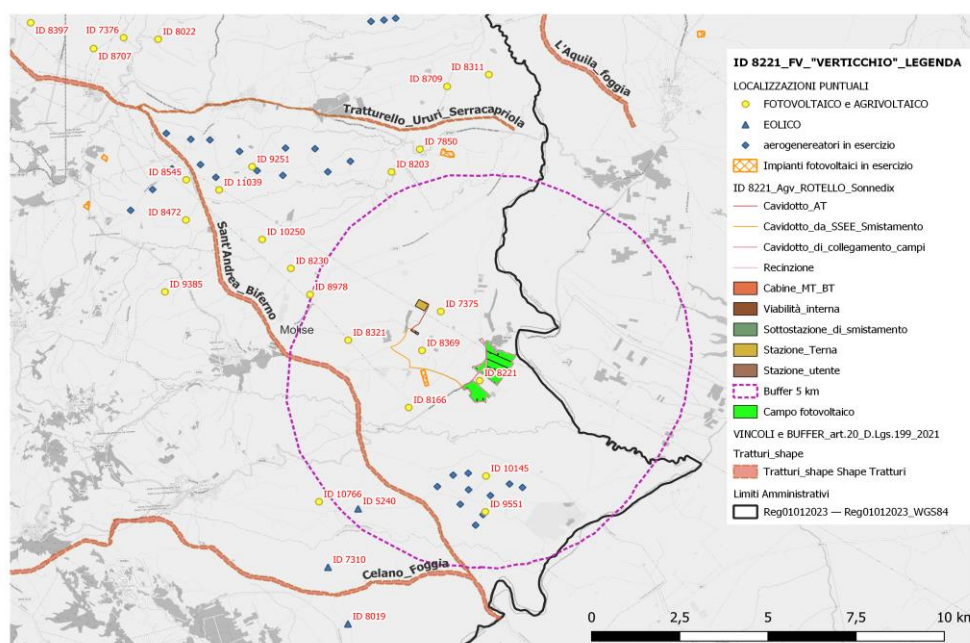 ID 8397
ID 7376
ID 8022
ID 8707
ID 8311
ID 8709
L'Aquila_foggia
Tratturello_Ururi_Serracapriola
ID 7850
ID 9251
ID 8203
ID 8545
ID 11039
ID 8472
Sant'Andrea_Biferno
ID 10250
ID 8230
ID 9385
ID 8978
ID 7375
Molise
ID 8321
ID 8369
ID 8221
ID 8166
ID 10145
ID 10766
ID 5240
ID 9551
ID 7310
Celano_Foggia
ID 8019
ID 8221_FV_"VERTICCHIO"_LEGENDA
LOCALIZZAZIONI PUNTUALI
FOTOVOLTAICO e AGRIVOLTAICO
EOLICO
aerogenereatori in esercizio
Impianti fotovoltaici in esercizio
ID 8221_Agv_ROTELLO_Sonnedix
Cavidotto_AT
Cavidotto_da_SSEE_Smistamento
Cavidotto_di_collegamento_campi
Recinzione
Cabine_MT_BT
Viabilità_interna
Sottostazione_di_smistamento
Stazione_Terna
Stazione_utente
Buffer 5 km
Campo fotovoltaico
VINCOLI e BUFFER_art.20_D.Lgs.199_2021
Tratturi_shape
Tratturi_shape Shape Tratturi
Limiti Amministrativi
Reg01012023 — Reg01012023_WGS84
0 2,5 5 7,5 10 km